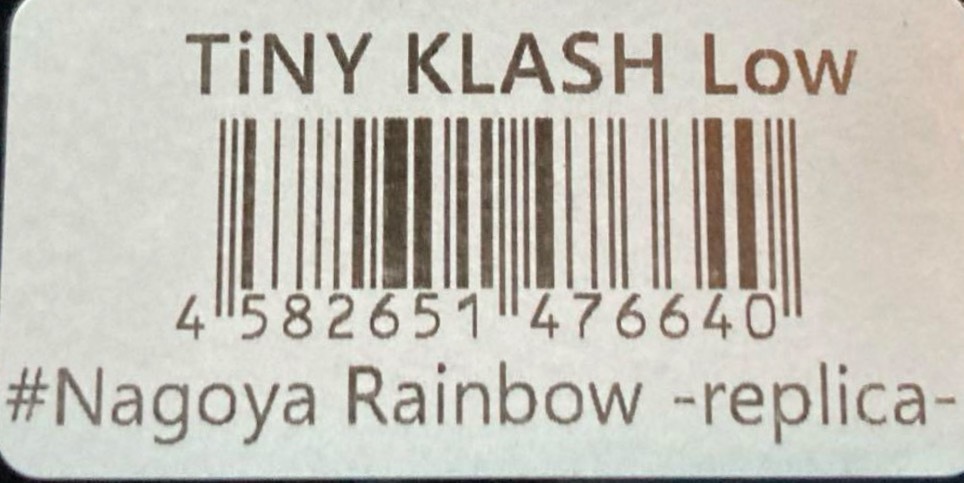 TiNY KLASH Low
4 582651 476640
#Nagoya Rainbow -replica-